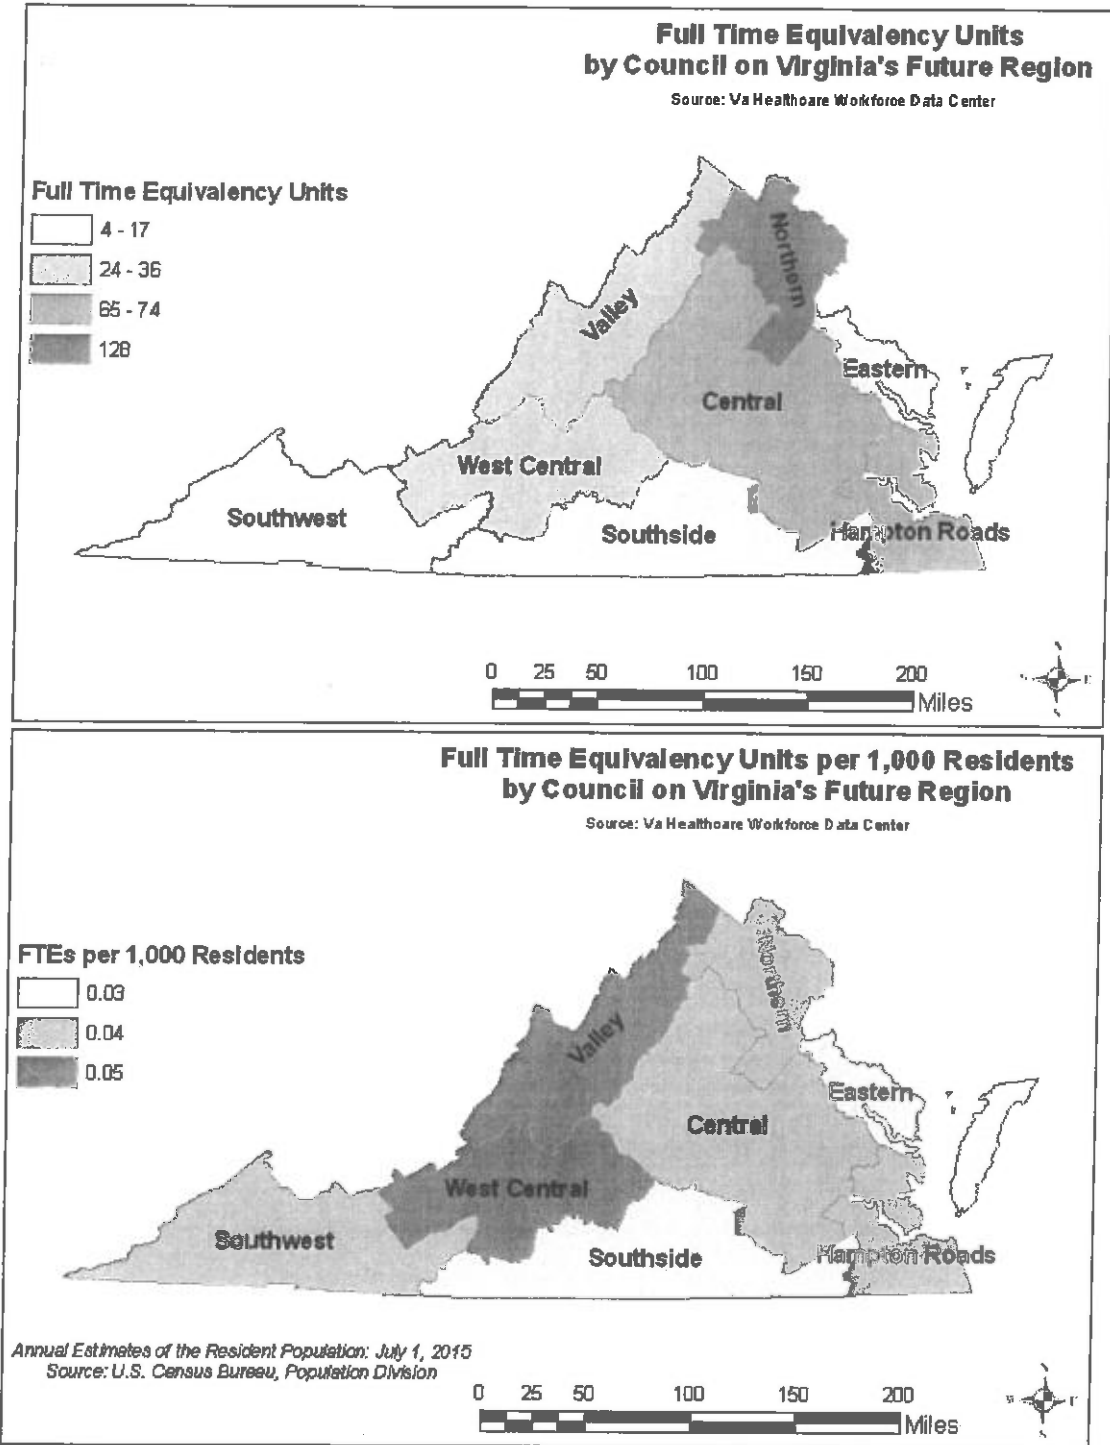 Full Time Equivalency Units
by Council on Virginia's Future Region
Source: Va Healthcare Workforce Data Center
Full Time Equivalency Units
4 - 17
24 - 36
65 - 74
128
Northern
Valley
Eastern
Central
West Central
Southwest
Southside
Hampton Roads
0 25 50 100 150 200
Miles
E
Full Time Equivalency Units per 1,000 Residents
by Council on Virginia's Future Region
Source: Va Healthcare Workforce Data Center
FTEs per 1,000 Residents
0.03
0.04
0.05
Northern
Valley
Eastern
Central
West Central
Southwest
Southside
Hampton Roads
Annual Estimates of the Resident Population: July 1, 2015
Source: U.S. Census Bureau, Population Division
0 25 50 100 150 200
Miles
W
S